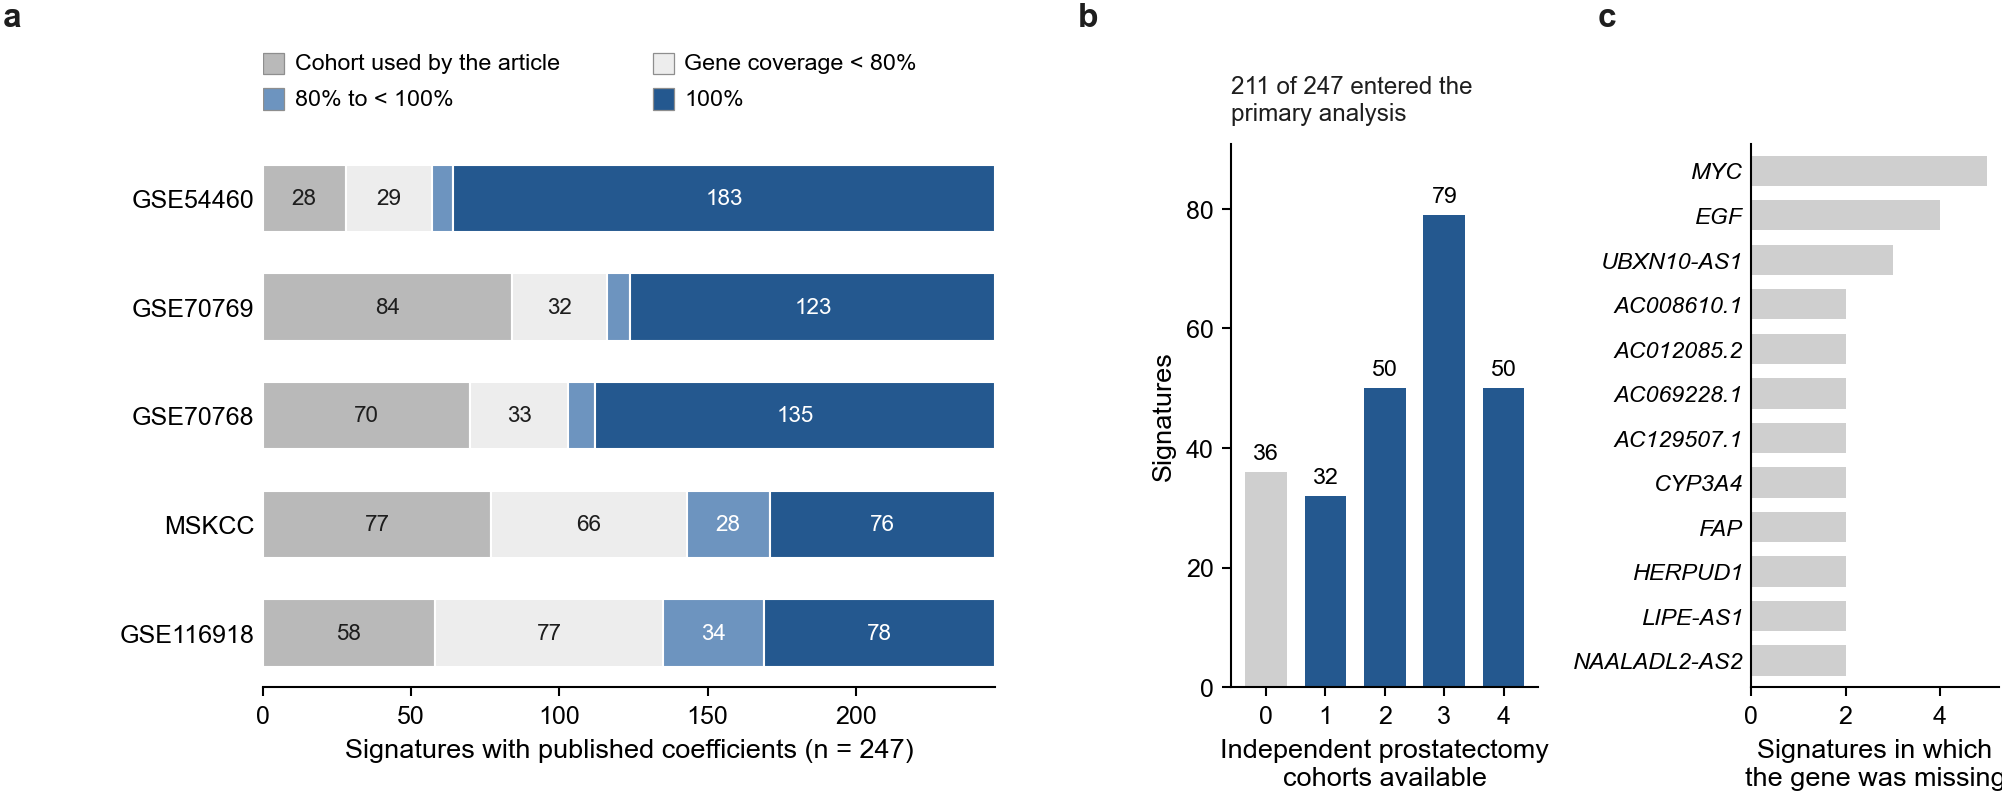 a
Cohort used by the article
Gene coverage < 80%
80% to < 100%
100%
GSE54460
28
29
183
GSE70769
84
32
123
GSE70768
70
33
135
MSKCC
77
66
28
76
GSE116918
58
77
34
78
0
50
100
150
200
Signatures with published coefficients (n = 247)
b
211 of 247 entered the
primary analysis
Signatures
80
60
40
20
0
36
32
50
79
50
0
1
2
3
4
Independent prostatectomy
cohorts available
c
MYC
EGF
UBXN10-AS1
AC008610.1
AC012085.2
AC069228.1
AC129507.1
CYP3A4
FAP
HERPUD1
LIPE-AS1
NAALADL2-AS2
0
2
4
Signatures in which
the gene was missing